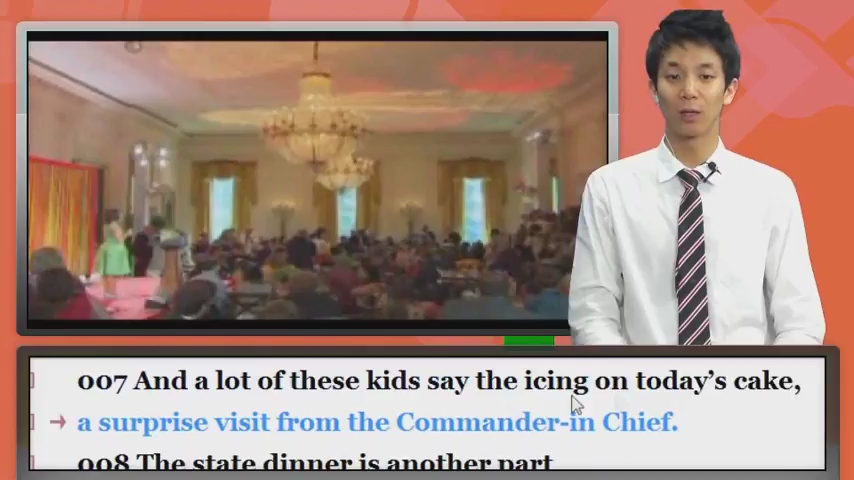 007 And a lot of these kids say the icing on today’s cake,
→ a surprise visit from the Commander-in Chief.
008 The state dinner is another part